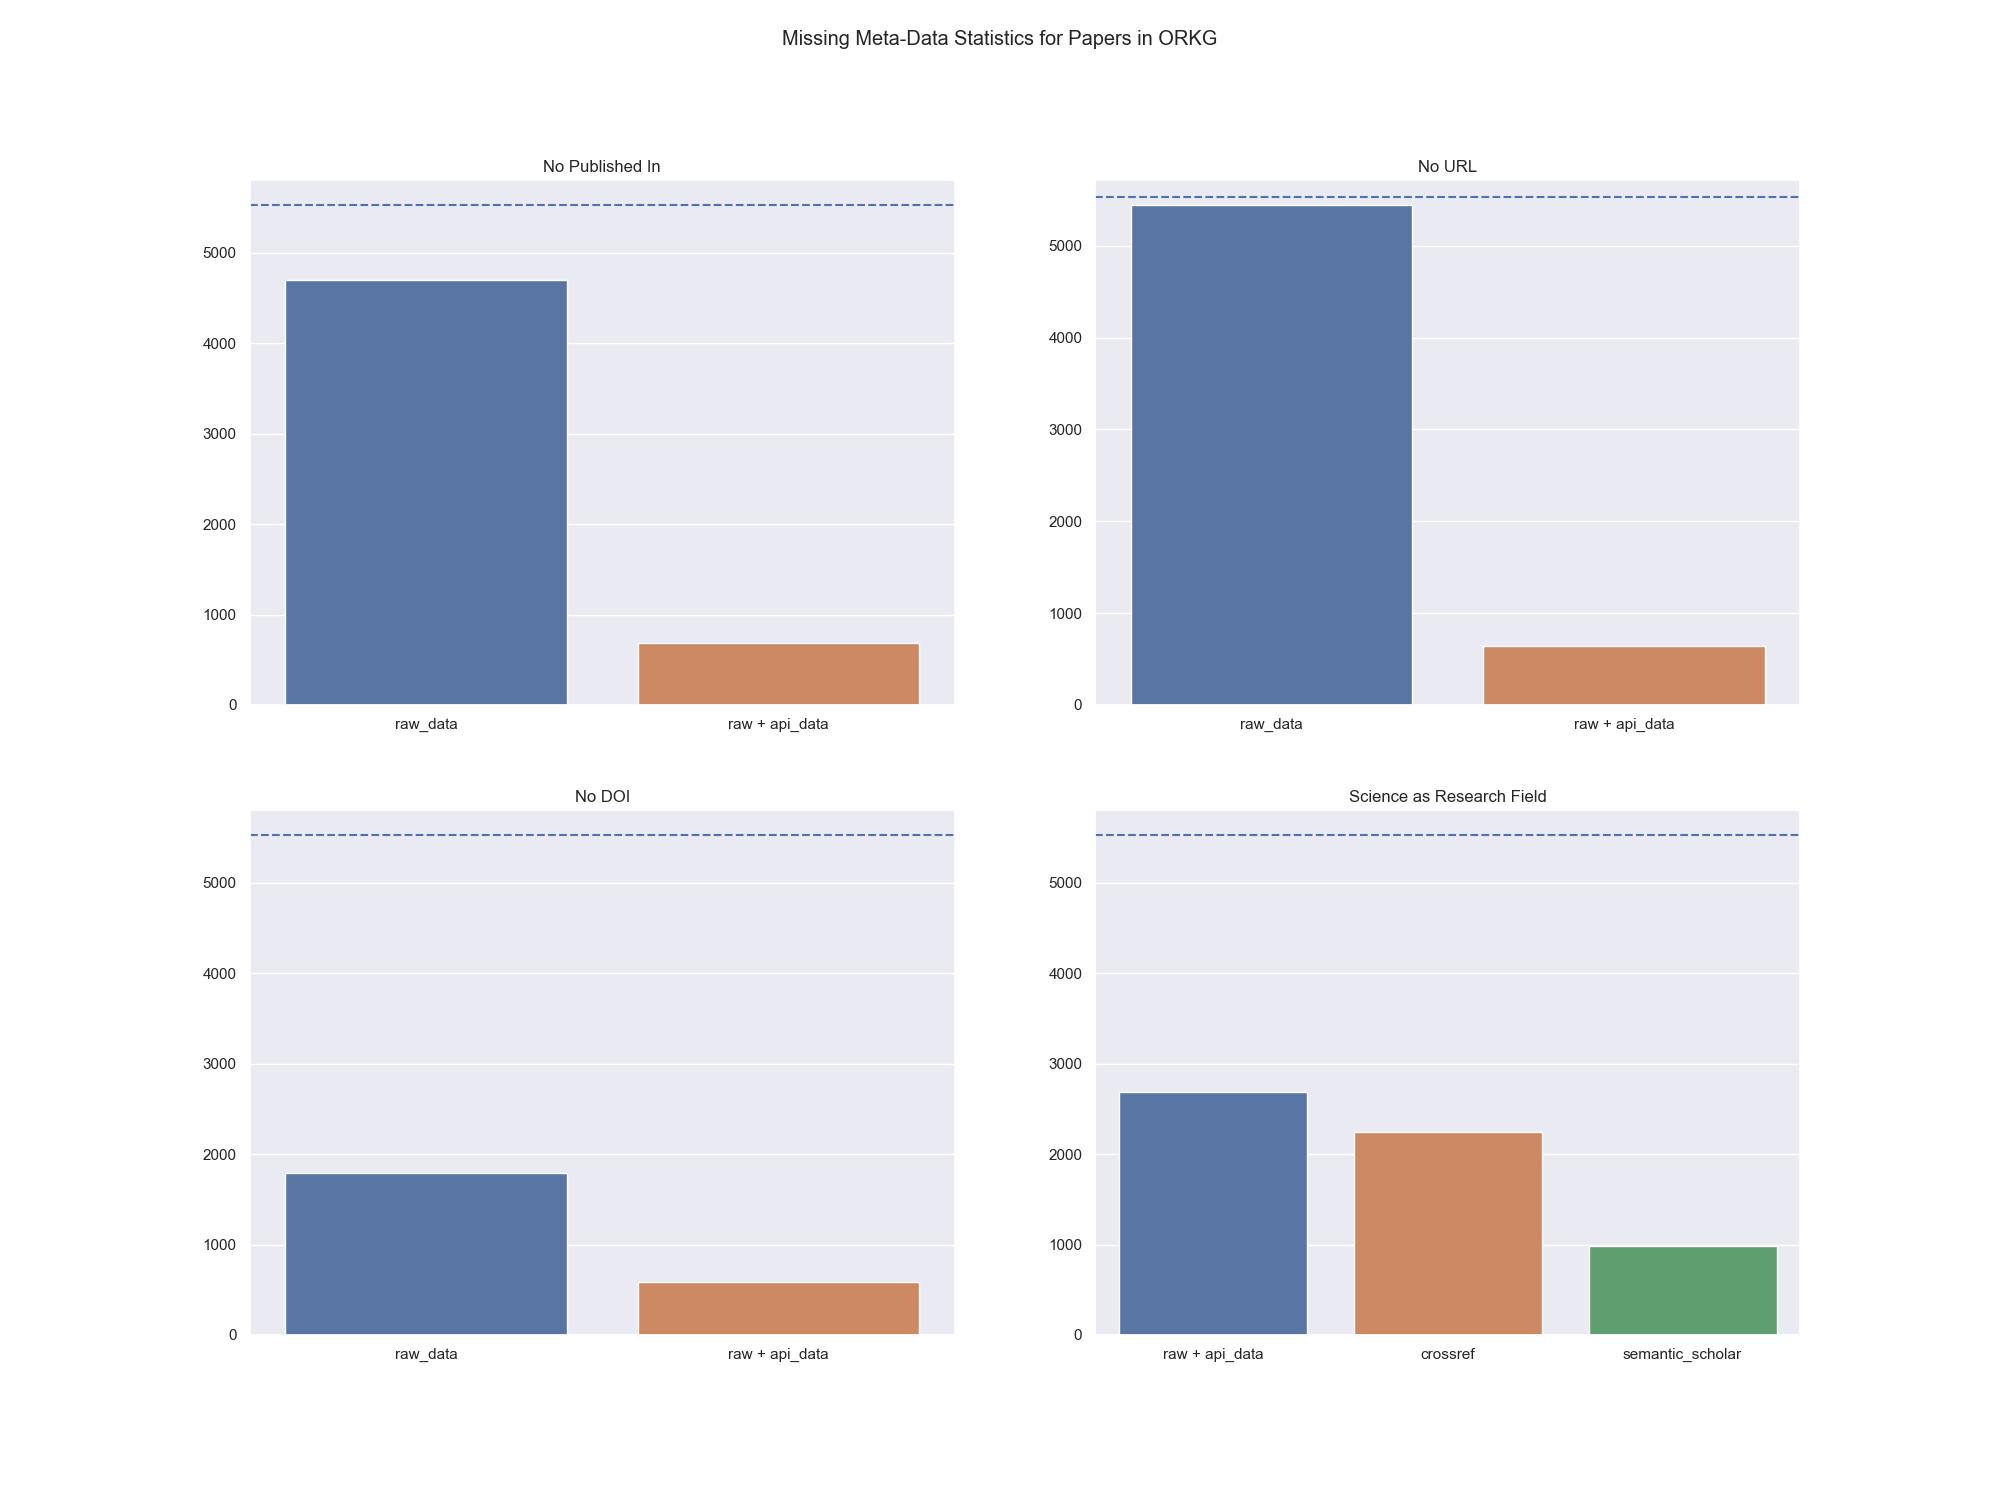 Missing Meta-Data Statistics for Papers in ORKG
No Published In
5000
4000
3000
2000
1000
0
raw_data raw + api_data
No URL
5000
4000
3000
2000
1000
0
raw_data raw + api_data
No DOI
5000
4000
3000
2000
1000
0
raw_data raw + api_data
Science as Research Field
5000
4000
3000
2000
1000
0
raw + api_data crossref semantic_scholar